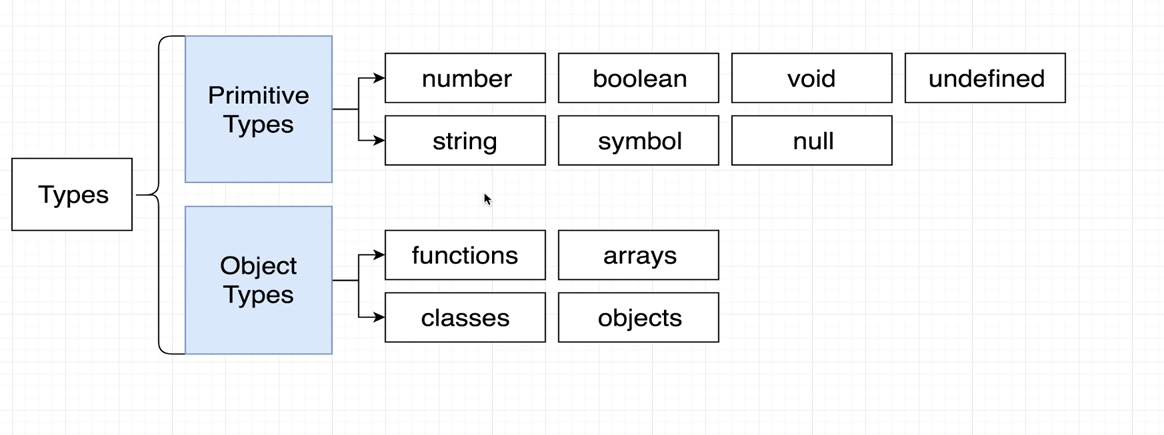 Types
Primitive
Types
number
boolean
void
undefined
string
symbol
null
Object
Types
functions
arrays
classes
objects